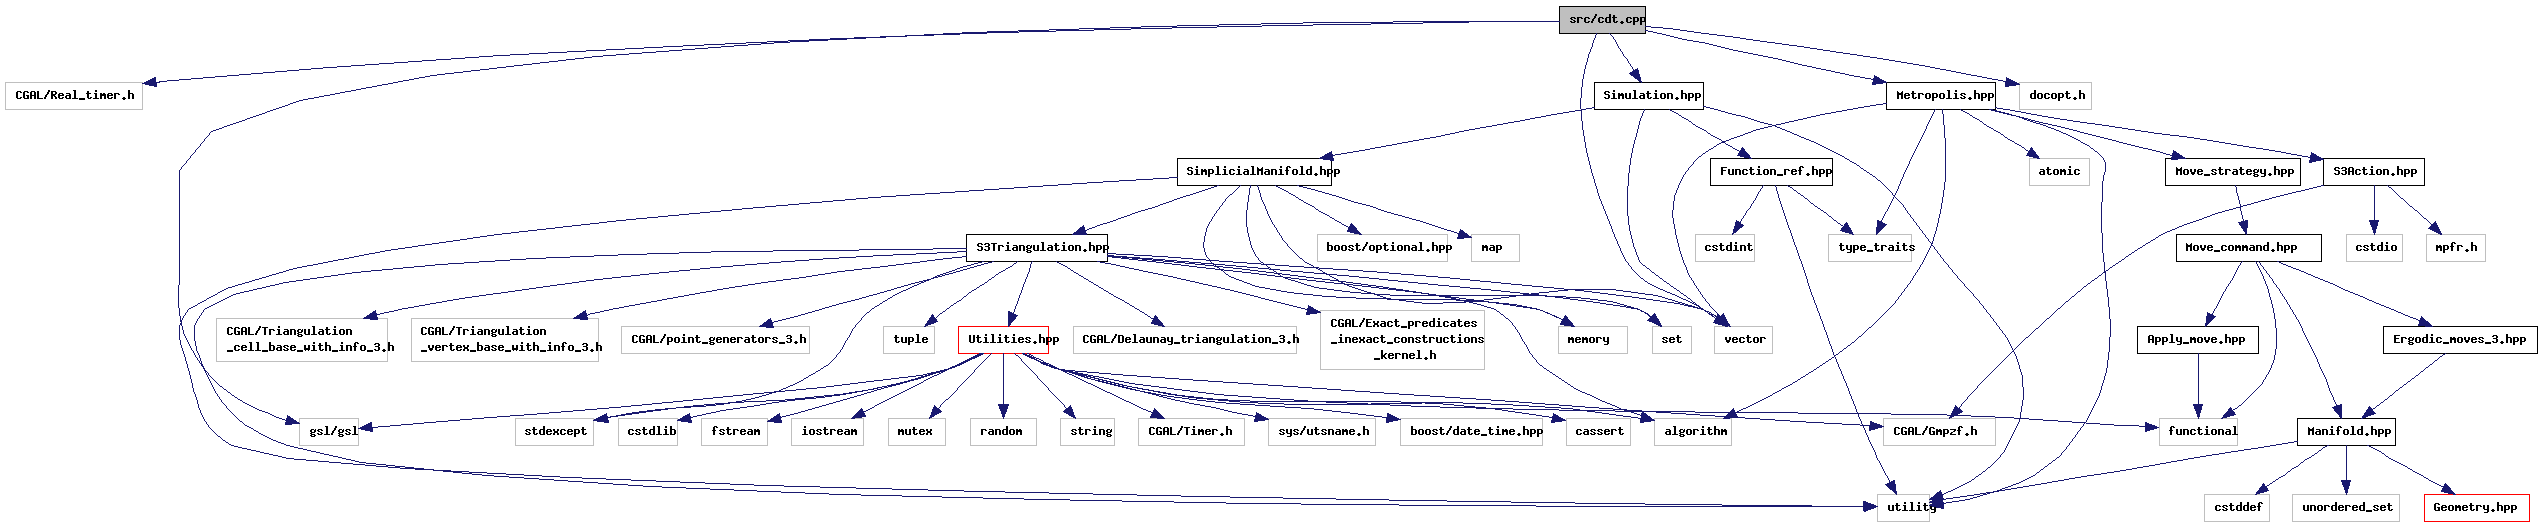 src/cdt.cpp
CGAL/Real_timer.h
Simulation.hpp
Metropolis.hpp
docopt.h
SimplicialManifold.hpp
Function_ref.hpp
atomic
Move_strategy.hpp
S3Action.hpp
S3Triangulation.hpp
boost/optional.hpp
map
cstdint
type_traits
Move_command.hpp
cstdio
mpfr.h
CGAL/Triangulation
_cell_base_with_info_3.h
CGAL/Triangulation
_vertex_base_with_info_3.h
CGAL/point_generators_3.h
tuple
Utilities.hpp
CGAL/Delaunay_triangulation_3.h
CGAL/Exact_predicates
_inexact_constructions
_kernel.h
memory
set
vector
Apply_move.hpp
Ergodic_moves_3.hpp
gsl/gsl
stdexcept
cstdlib
fstream
iostream
mutex
random
string
CGAL/Timer.h
sys/utsname.h
boost/date_time.hpp
cassert
algorithm
CGAL/Gmpzf.h
functional
Manifold.hpp
utility
cstddef
unordered_set
Geometry.hpp